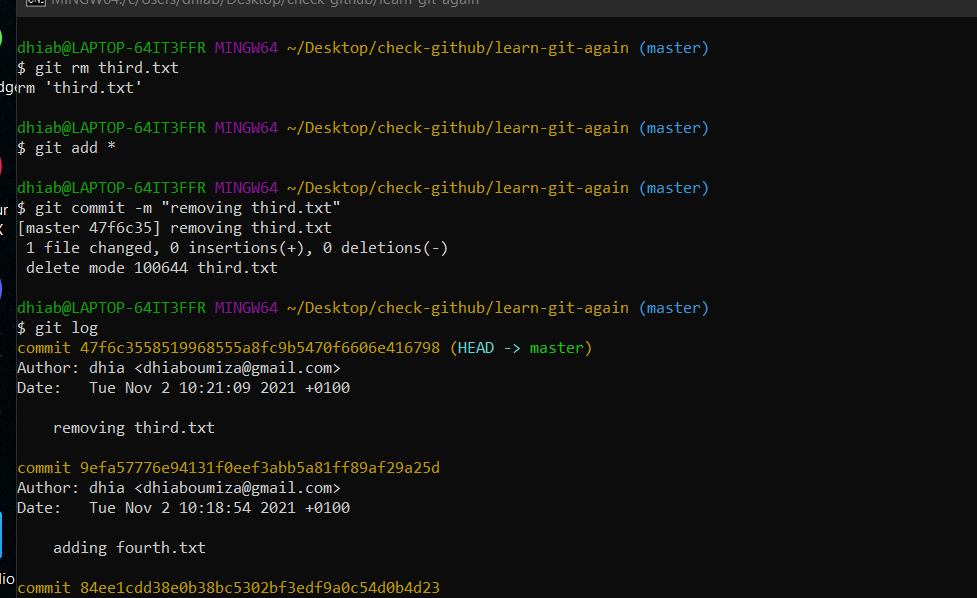 MINGW64:/c/Users/dhiab/Desktop/check-github/learn-git-again
dhiab@LAPTOP-64IT3FFR MINGW64 ~/Desktop/check-github/learn-git-again (master)
$ git rm third.txt
rm 'third.txt'
dhiab@LAPTOP-64IT3FFR MINGW64 ~/Desktop/check-github/learn-git-again (master)
$ git add *
dhiab@LAPTOP-64IT3FFR MINGW64 ~/Desktop/check-github/learn-git-again (master)
$ git commit -m "removing third.txt"
[master 47f6c35] removing third.txt
1 file changed, 0 insertions(+), 0 deletions(-)
delete mode 100644 third.txt
dhiab@LAPTOP-64IT3FFR MINGW64 ~/Desktop/check-github/learn-git-again (master)
$ git log
commit 47f6c3558519968555a8fc9b5470f6606e416798 (HEAD -> master)
Author: dhia <dhiaboumiza@gmail.com>
Date:   Tue Nov 2 10:21:09 2021 +0100
removing third.txt
commit 9efa57776e94131f0eef3abb5a81ff89af29a25d
Author: dhia <dhiaboumiza@gmail.com>
Date:   Tue Nov 2 10:18:54 2021 +0100
adding fourth.txt
commit 84ee1cdd38e0b38bc5302bf3edf9a0c54d0b4d23